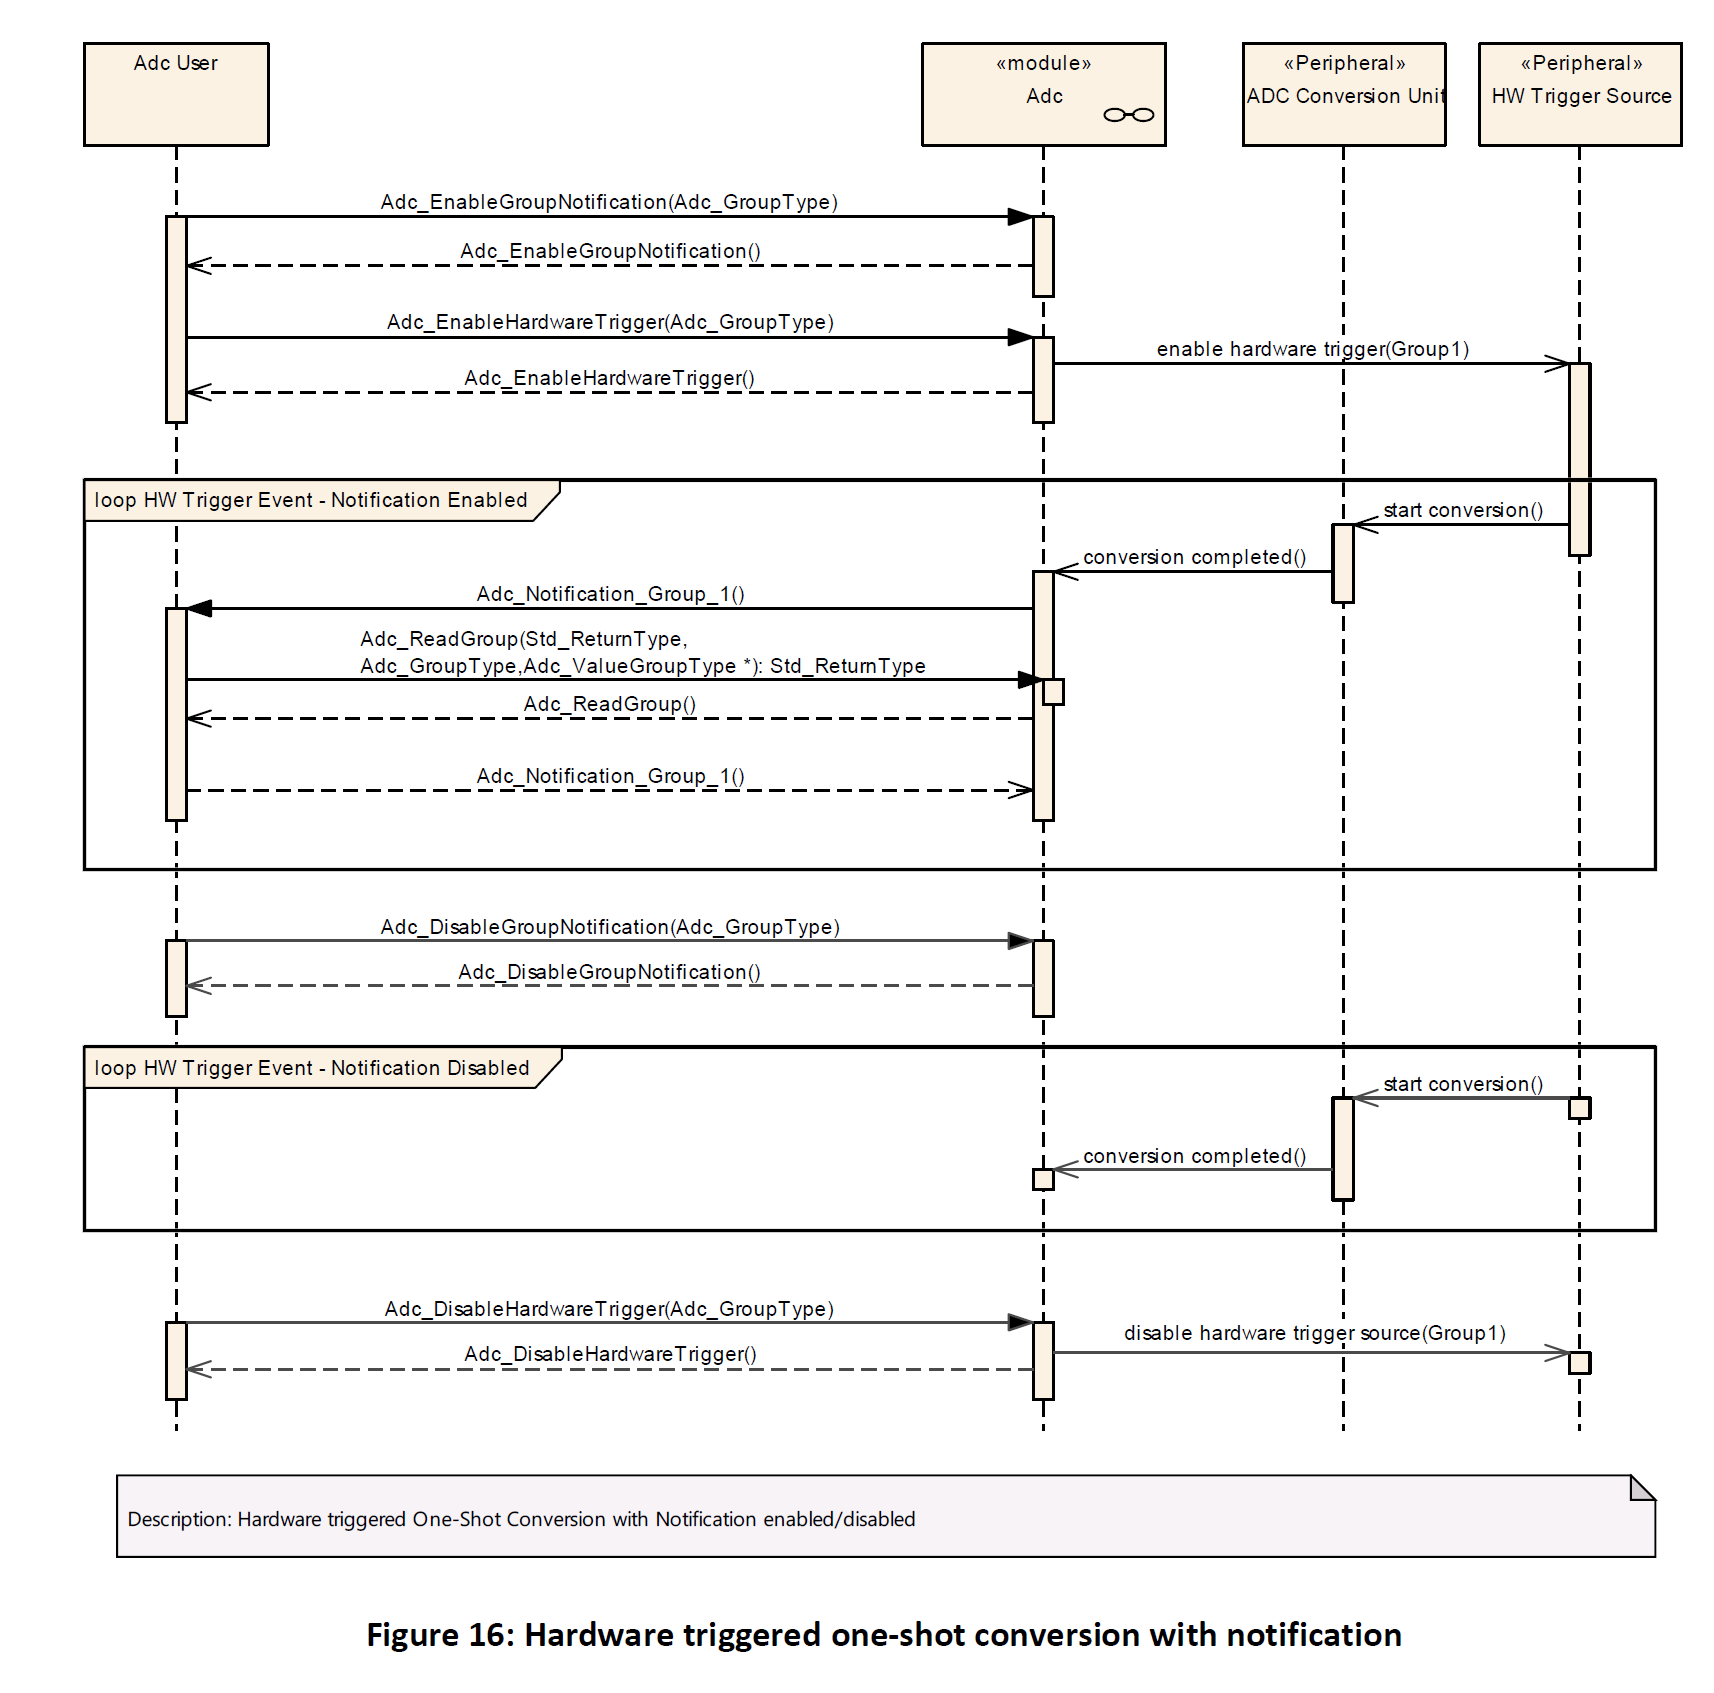 Adc User
«module»
Adc
«Peripheral»
ADC Conversion Unit
«Peripheral»
HW Trigger Source
Adc_EnableGroupNotification(Adc_GroupType)
Adc_EnableGroupNotification()
Adc_EnableHardwareTrigger(Adc_GroupType)
enable hardware trigger(Group1)
Adc_EnableHardwareTrigger()
loop HW Trigger Event - Notification Enabled
start conversion()
conversion completed()
Adc_Notification_Group_1()
Adc_ReadGroup(Std_ReturnType,
Adc_GroupType,Adc_ValueGroupType *): Std_ReturnType
Adc_ReadGroup()
Adc_Notification_Group_1()
Adc_DisableGroupNotification(Adc_GroupType)
Adc_DisableGroupNotification()
loop HW Trigger Event - Notification Disabled
start conversion()
conversion completed()
Adc_DisableHardwareTrigger(Adc_GroupType)
disable hardware trigger source(Group1)
Adc_DisableHardwareTrigger()
Description: Hardware triggered One-Shot Conversion with Notification enabled/disabled
Figure 16: Hardware triggered one-shot conversion with notification